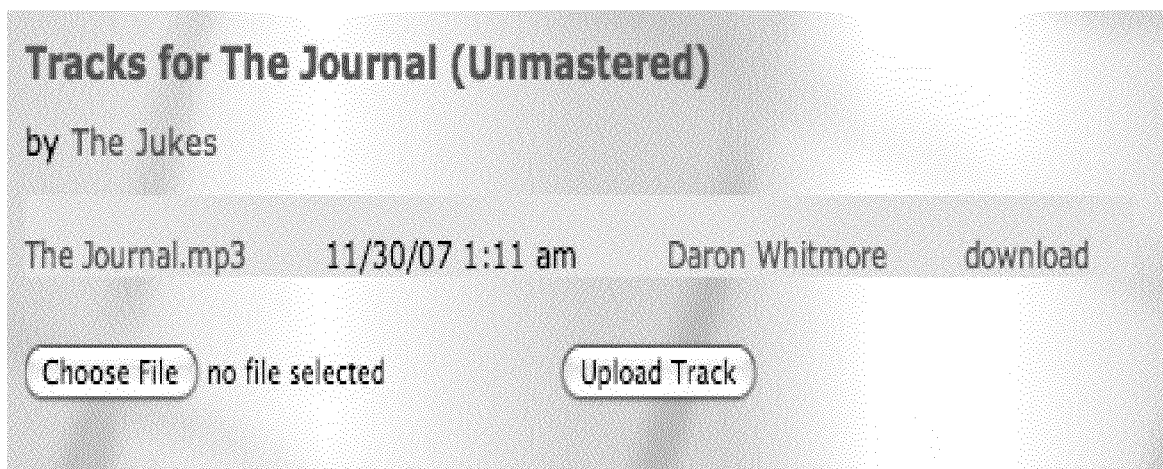 Tracks for The Journal (Unmastered)
by The Jukes
The Journal.mp3 11/30/07 1:11 am Daron Whitmore download
Choose File no file selected Upload Track